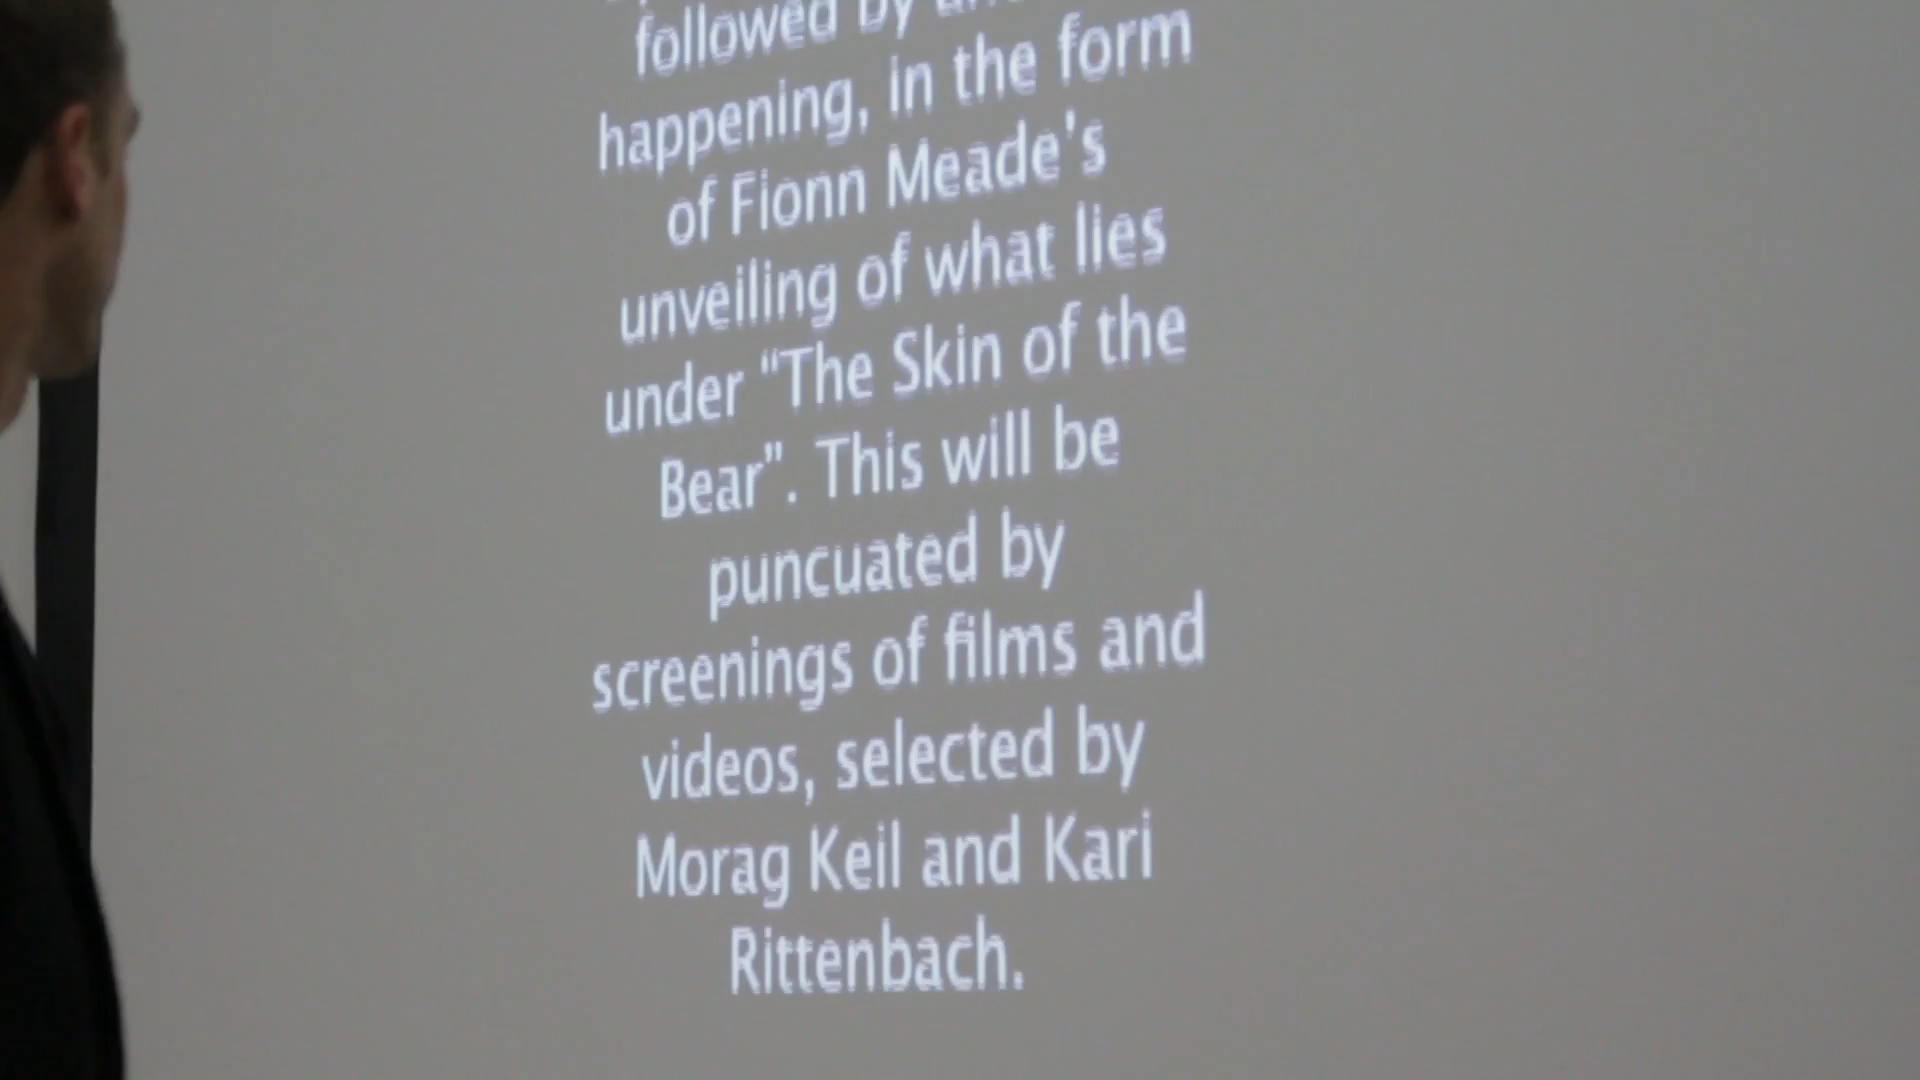 followed by
happening, in the form
of Fionn Meade's
unveiling of what lies
under “The Skin of the
Bear”. This will be
puncuated by
screenings of films and
videos, selected by
Morag Keil and Kari
Rittenbach.